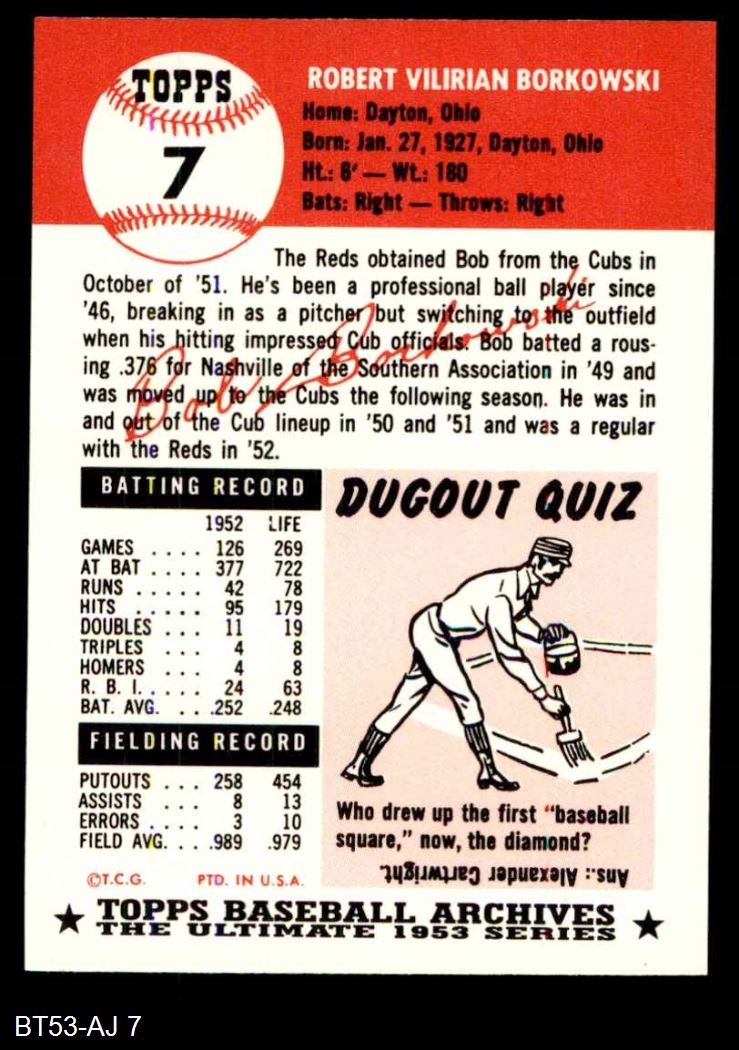 TOPPS
7
ROBERT VILIRIAN BORKOWSKI
Home: Dayton, Ohio
Born: Jan. 27, 1927, Dayton, Ohio
Ht.: 6' — Wt.: 180
Bats: Right — Throws: Right
The Reds obtained Bob from the Cubs in
October of '51. He's been a professional ball player since
'46, breaking in as a pitcher but switching to the outfield
when his hitting impressed Cub officials. Bob batted a rous-
ing .376 for Nashville of the Southern Association in '49 and
was moved up to the Cubs the following season. He was in
and out of the Cub lineup in '50 and '51 and was a regular
with the Reds in '52.
Bob Borkowski
BATTING RECORD
1952 LIFE
GAMES .... 126 269
AT BAT .... 377 722
RUNS ..... 42 78
HITS ..... 95 179
DOUBLES ... 11 19
TRIPLES ... 4 8
HOMERS ... 4 8
R. B. I. .... 24 63
BAT. AVG. ... .252 .248
FIELDING RECORD
PUTOUTS ... 258 454
ASSISTS ... 8 13
ERRORS .... 3 10
FIELD AVG. .. .989 .979
©T.C.G. PTD. IN U.S.A.
DUGOUT QUIZ
Who drew up the first "baseball
square," now, the diamond?
Ans.: Alexander Cartwright
★ TOPPS BASEBALL ARCHIVES ★
THE ULTIMATE 1953 SERIES
BT53-AJ 7